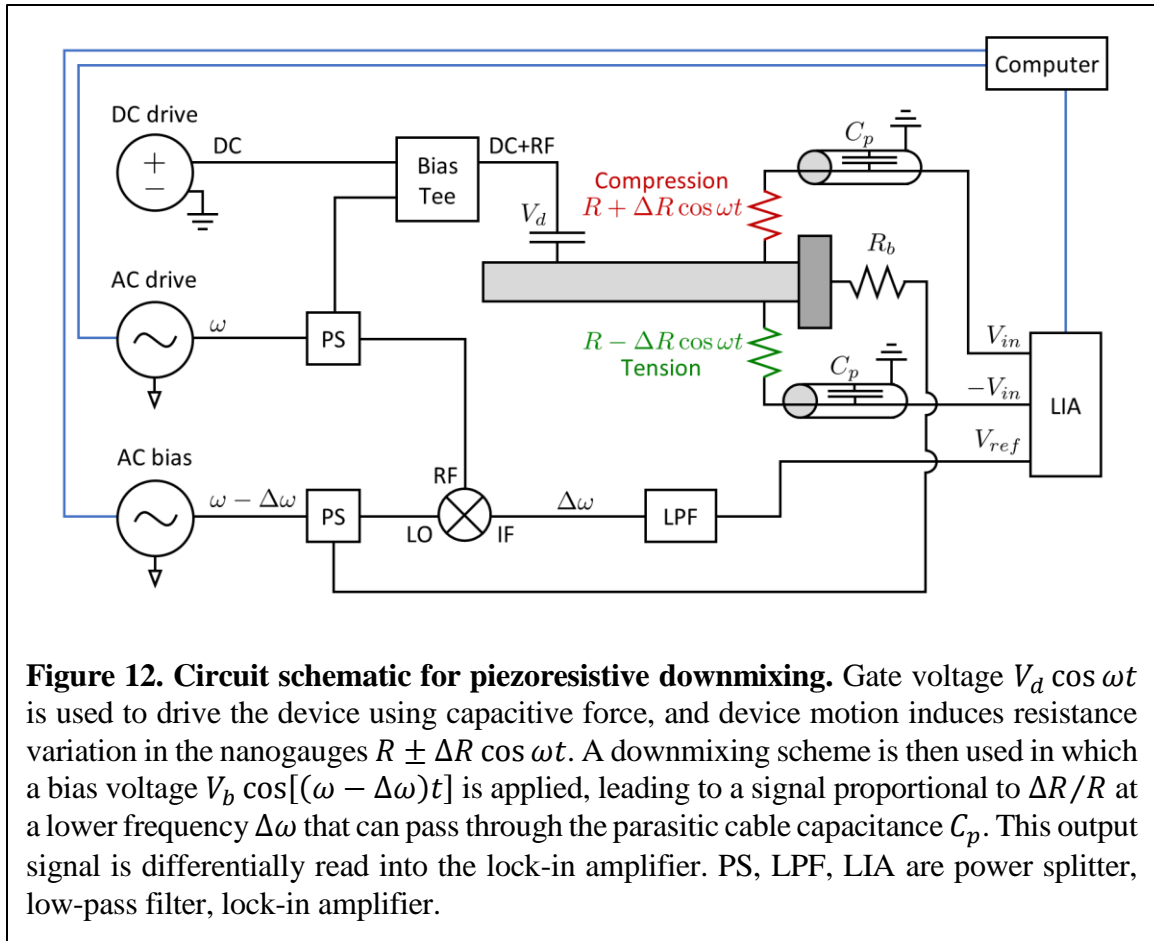 Computer
DC drive
DC
+
−
Bias
Tee
DC+RF
V_d
Compression
R + ΔR cos ωt
C_p
R_b
AC drive
ω
PS
R − ΔR cos ωt
Tension
C_p
V_in
−V_in
V_ref
LIA
AC bias
ω − Δω
PS
RF
LO
IF
Δω
LPF
Figure 12. Circuit schematic for piezoresistive downmixing. Gate voltage V_d cos ωt
is used to drive the device using capacitive force, and device motion induces resistance
variation in the nanogauges R ± ΔR cos ωt. A downmixing scheme is then used in which
a bias voltage V_b cos[(ω − Δω)t] is applied, leading to a signal proportional to ΔR/R at
a lower frequency Δω that can pass through the parasitic cable capacitance C_p. This output
signal is differentially read into the lock-in amplifier. PS, LPF, LIA are power splitter,
low-pass filter, lock-in amplifier.